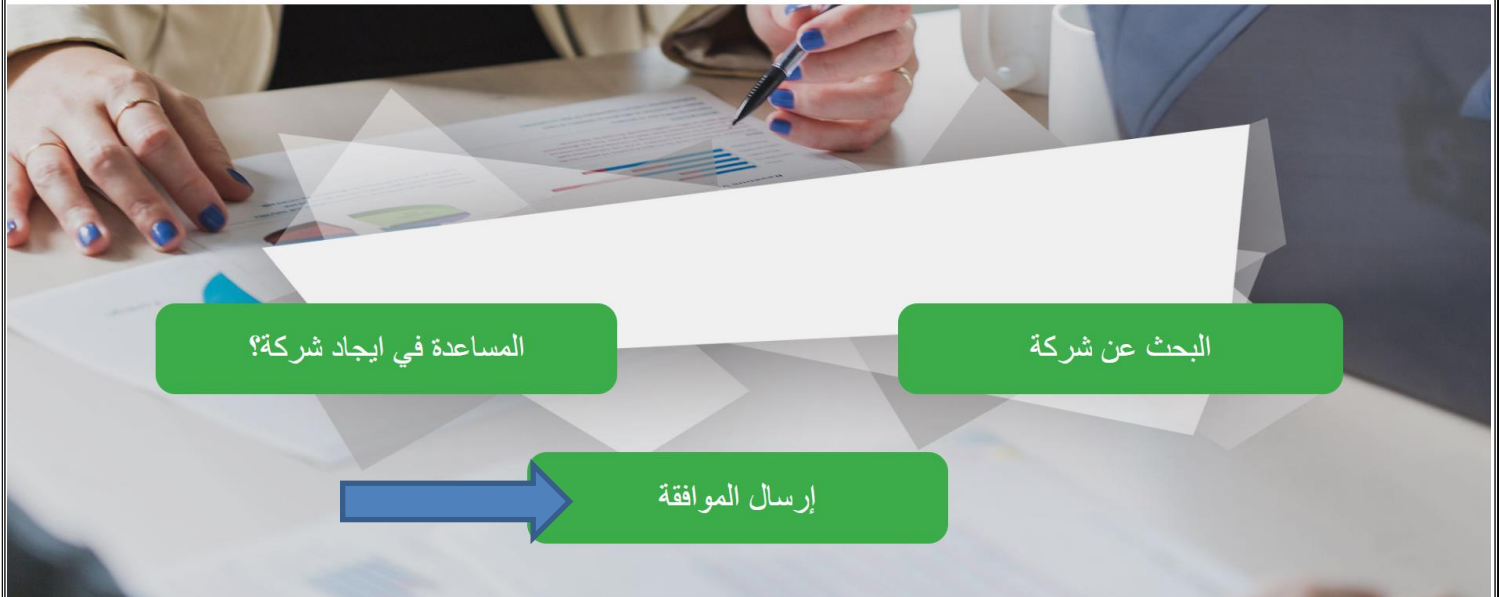 البحث عن شركة
المساعدة في ايجاد شركة؟
إرسال الموافقة